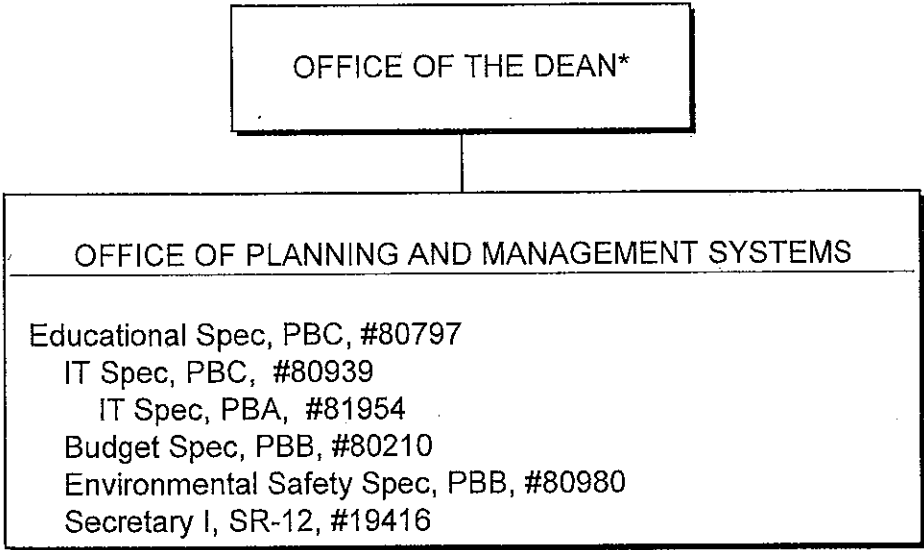 OFFICE OF THE DEAN*
OFFICE OF PLANNING AND MANAGEMENT SYSTEMS
Educational Spec, PBC, #80797
IT Spec, PBC, #80939
IT Spec, PBA, #81954
Budget Spec, PBB, #80210
Environmental Safety Spec, PBB, #80980
Secretary I, SR-12, #19416